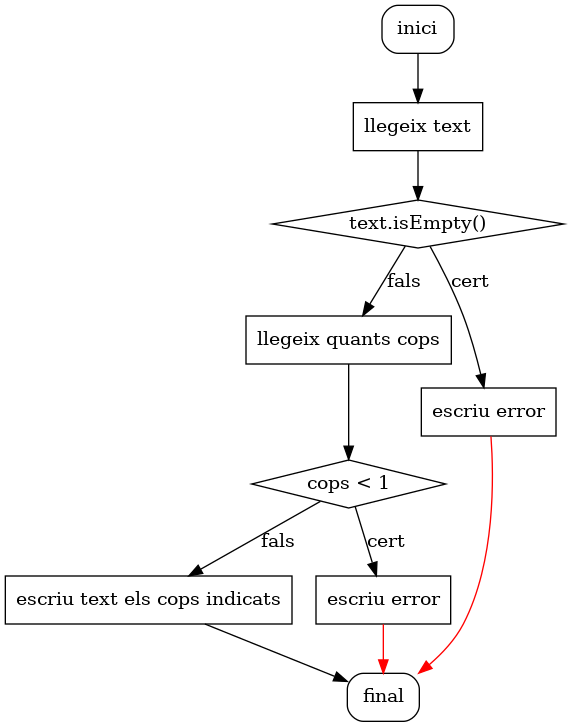 inici
llegeix text
text.isEmpty()
fals
cert
llegeix quants cops
escriu error
cops < 1
fals
cert
escriu text els cops indicats
escriu error
final